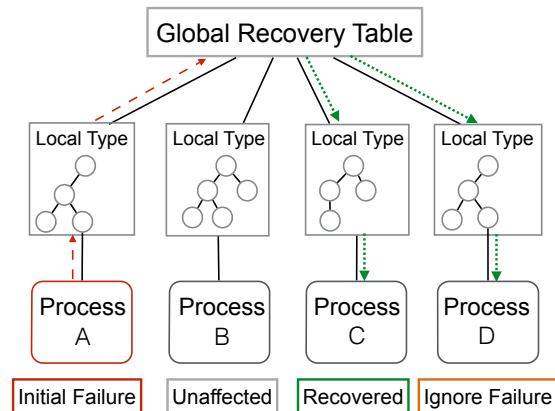 Global Recovery Table
Local Type
Local Type
Local Type
Local Type
Process
A
Process
B
Process
C
Process
D
Initial Failure
Unaffected
Recovered
Ignore Failure